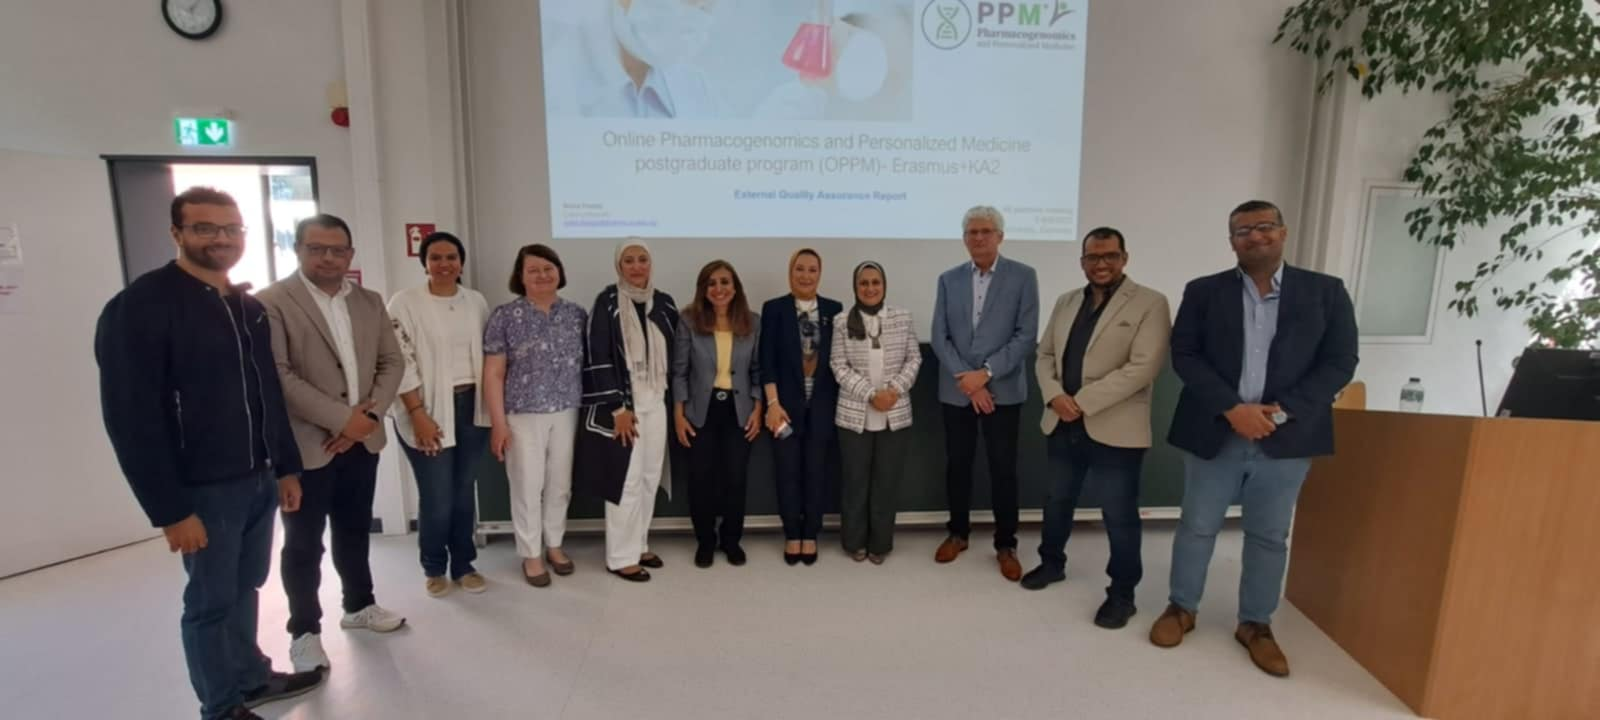 PPM
Pharmacogenomics
and Personalized Medicine
Online Pharmacogenomics and Personalized Medicine
postgraduate program (OPPM)- Erasmus+KA2
External Quality Assurance Report